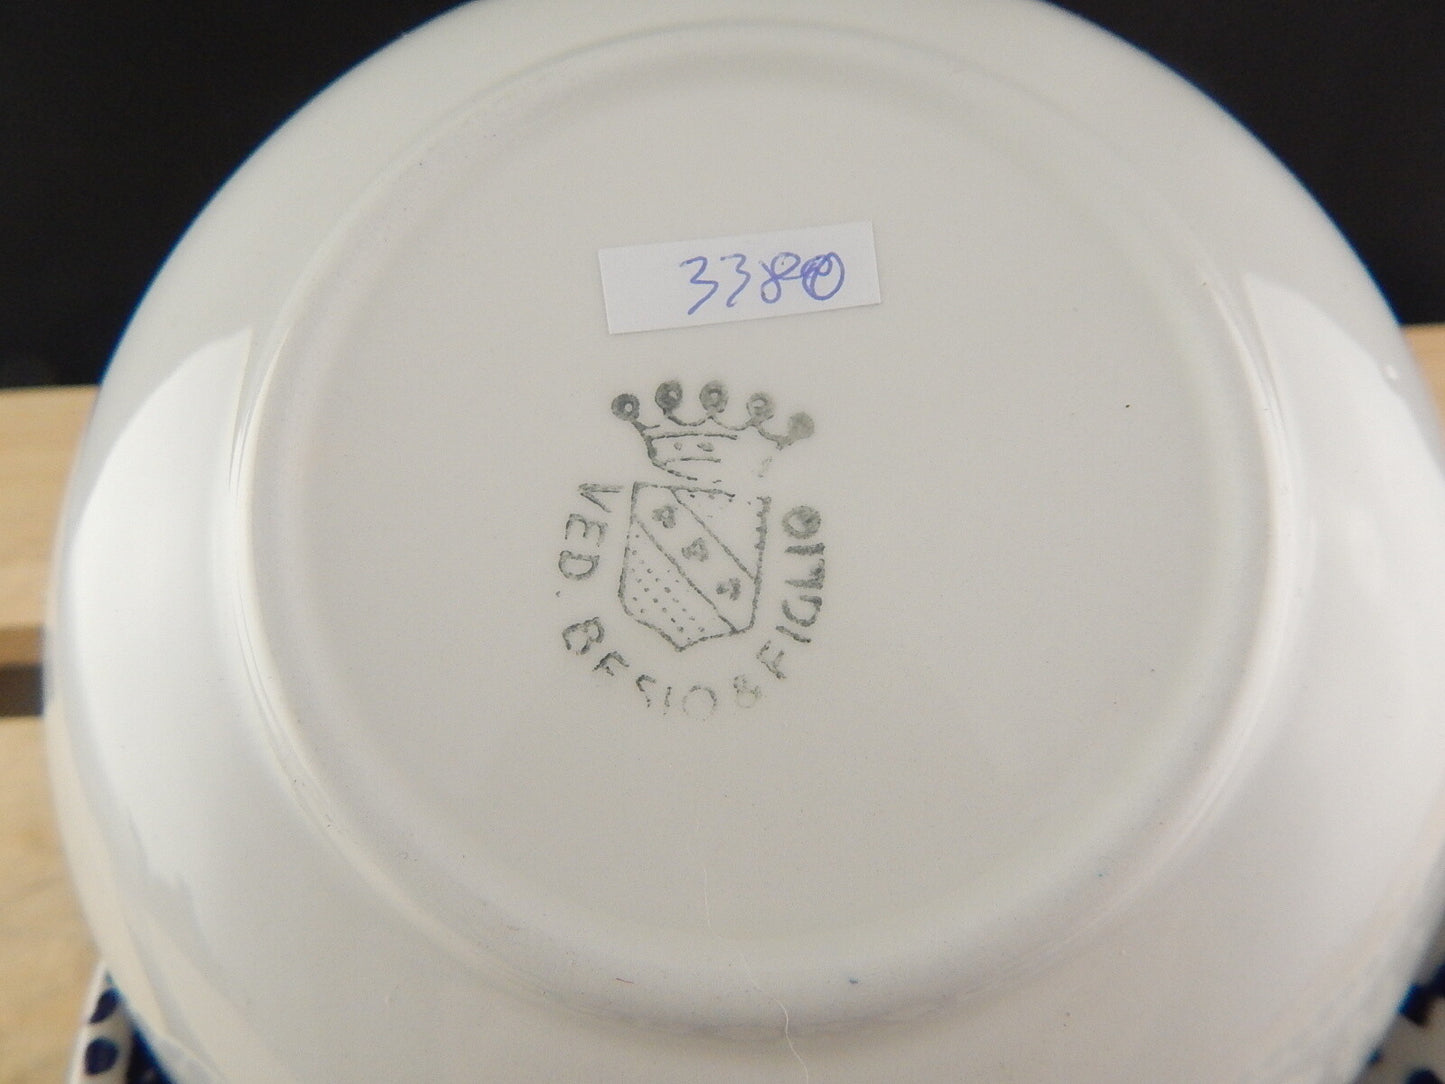 3380
VED. BESIO & FIGLIO